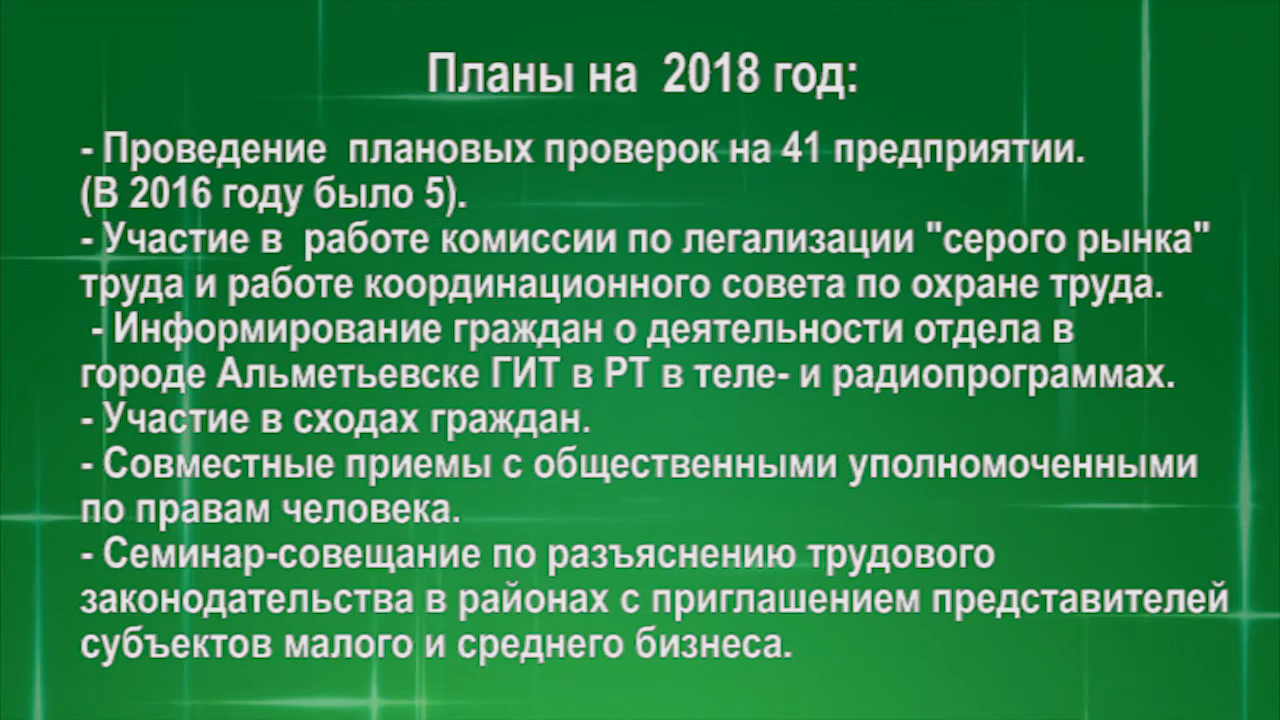 Планы на 2018 год:
- Проведение плановых проверок на 41 предприятии.
(В 2016 году было 5).
- Участие в работе комиссии по легализации "серого рынка"
труда и работе координационного совета по охране труда.
- Информирование граждан о деятельности отдела в
городе Альметьевске ГИТ в РТ в теле- и радиопрограммах.
- Участие в сходах граждан.
- Совместные приемы с общественными уполномоченными
по правам человека.
- Семинар-совещание по разъяснению трудового
законодательства в районах с приглашением представителей
субъектов малого и среднего бизнеса.